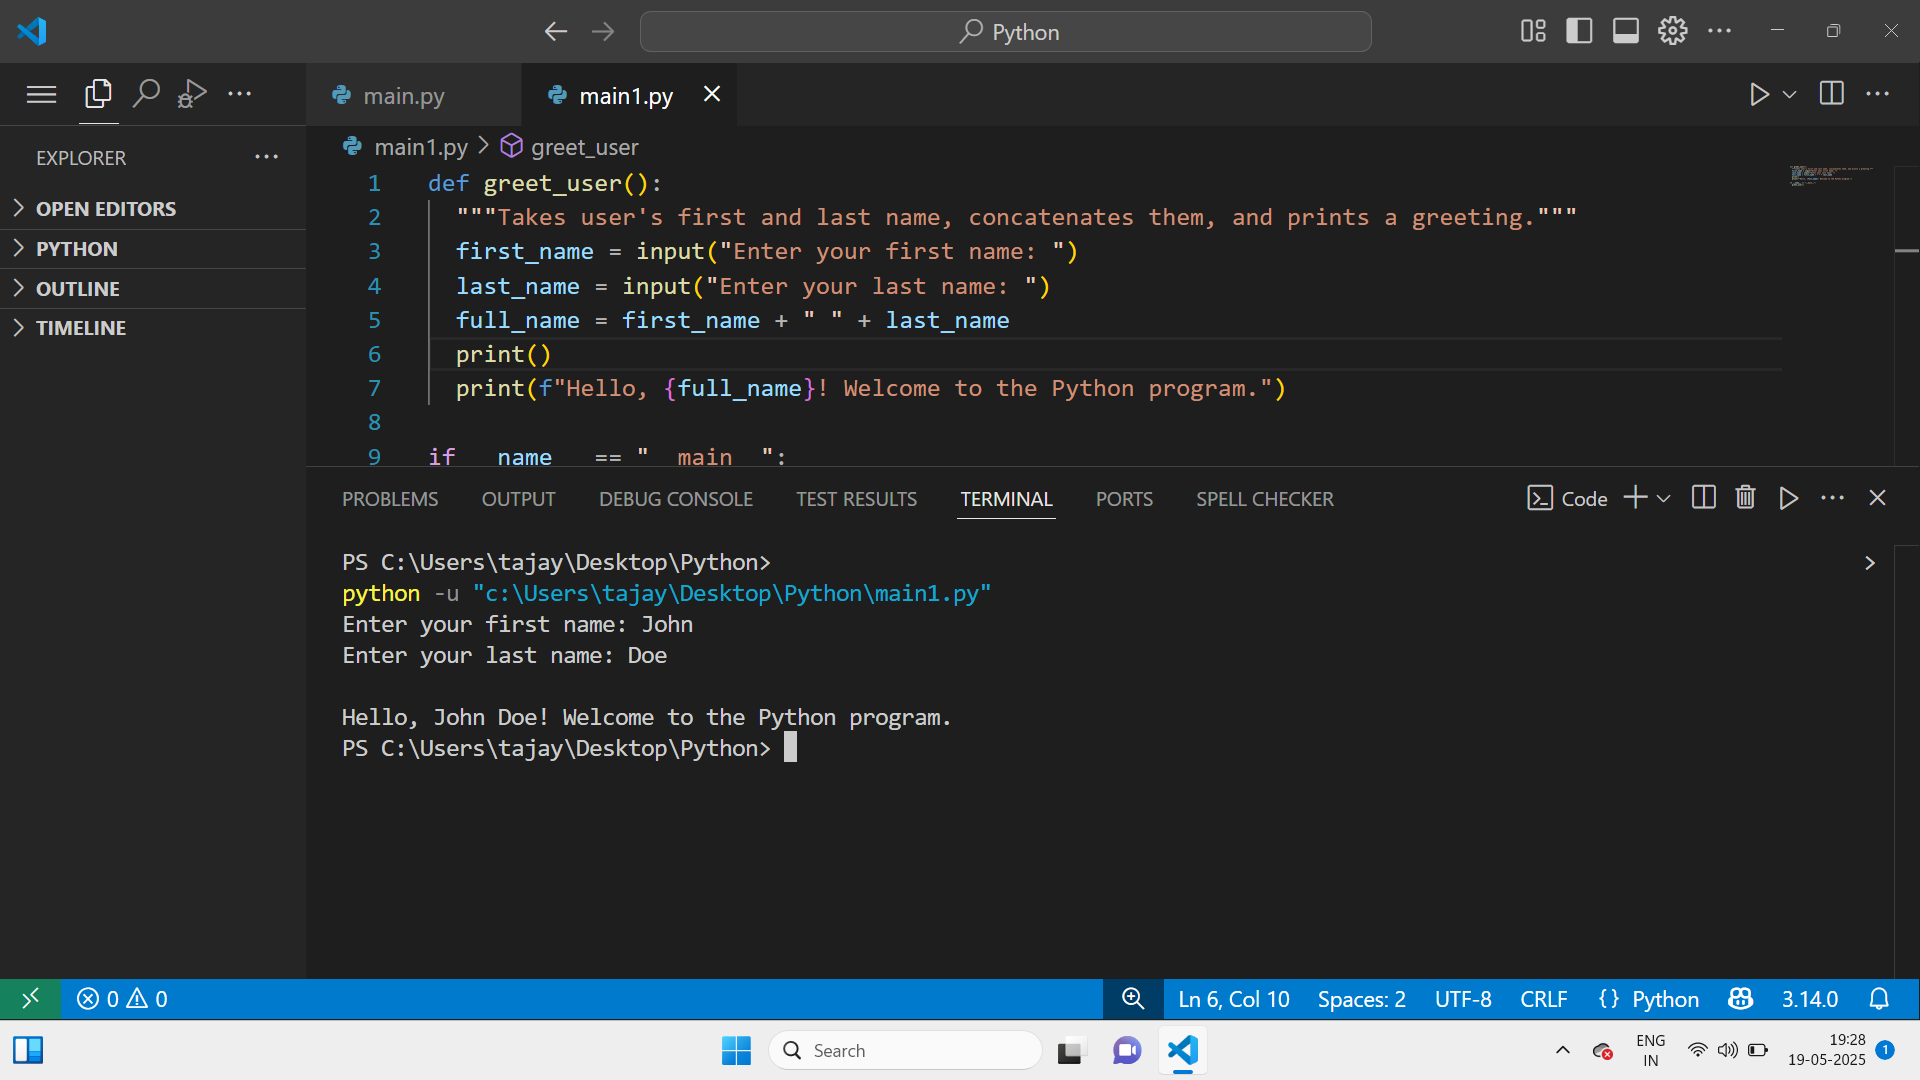 Python
main.py
main1.py
EXPLORER
OPEN EDITORS
PYTHON
OUTLINE
TIMELINE
main1.py > greet_user
1 def greet_user():
2 """Takes user's first and last name, concatenates them, and prints a greeting."""
3 first_name = input("Enter your first name: ")
4 last_name = input("Enter your last name: ")
5 full_name = first_name + " " + last_name
6 print()
7 print(f"Hello, {full_name}! Welcome to the Python program.")
8
9 if __name__ == "__main__":
PROBLEMS OUTPUT DEBUG CONSOLE TEST RESULTS TERMINAL PORTS SPELL CHECKER
Code
PS C:\Users\tajay\Desktop\Python>
python -u "c:\Users\tajay\Desktop\Python\main1.py"
Enter your first name: John
Enter your last name: Doe
Hello, John Doe! Welcome to the Python program.
PS C:\Users\tajay\Desktop\Python>
0 0 Ln 6, Col 10 Spaces: 2 UTF-8 CRLF {} Python 3.14.0
Search
ENG
IN
19:28
19-05-2025
1